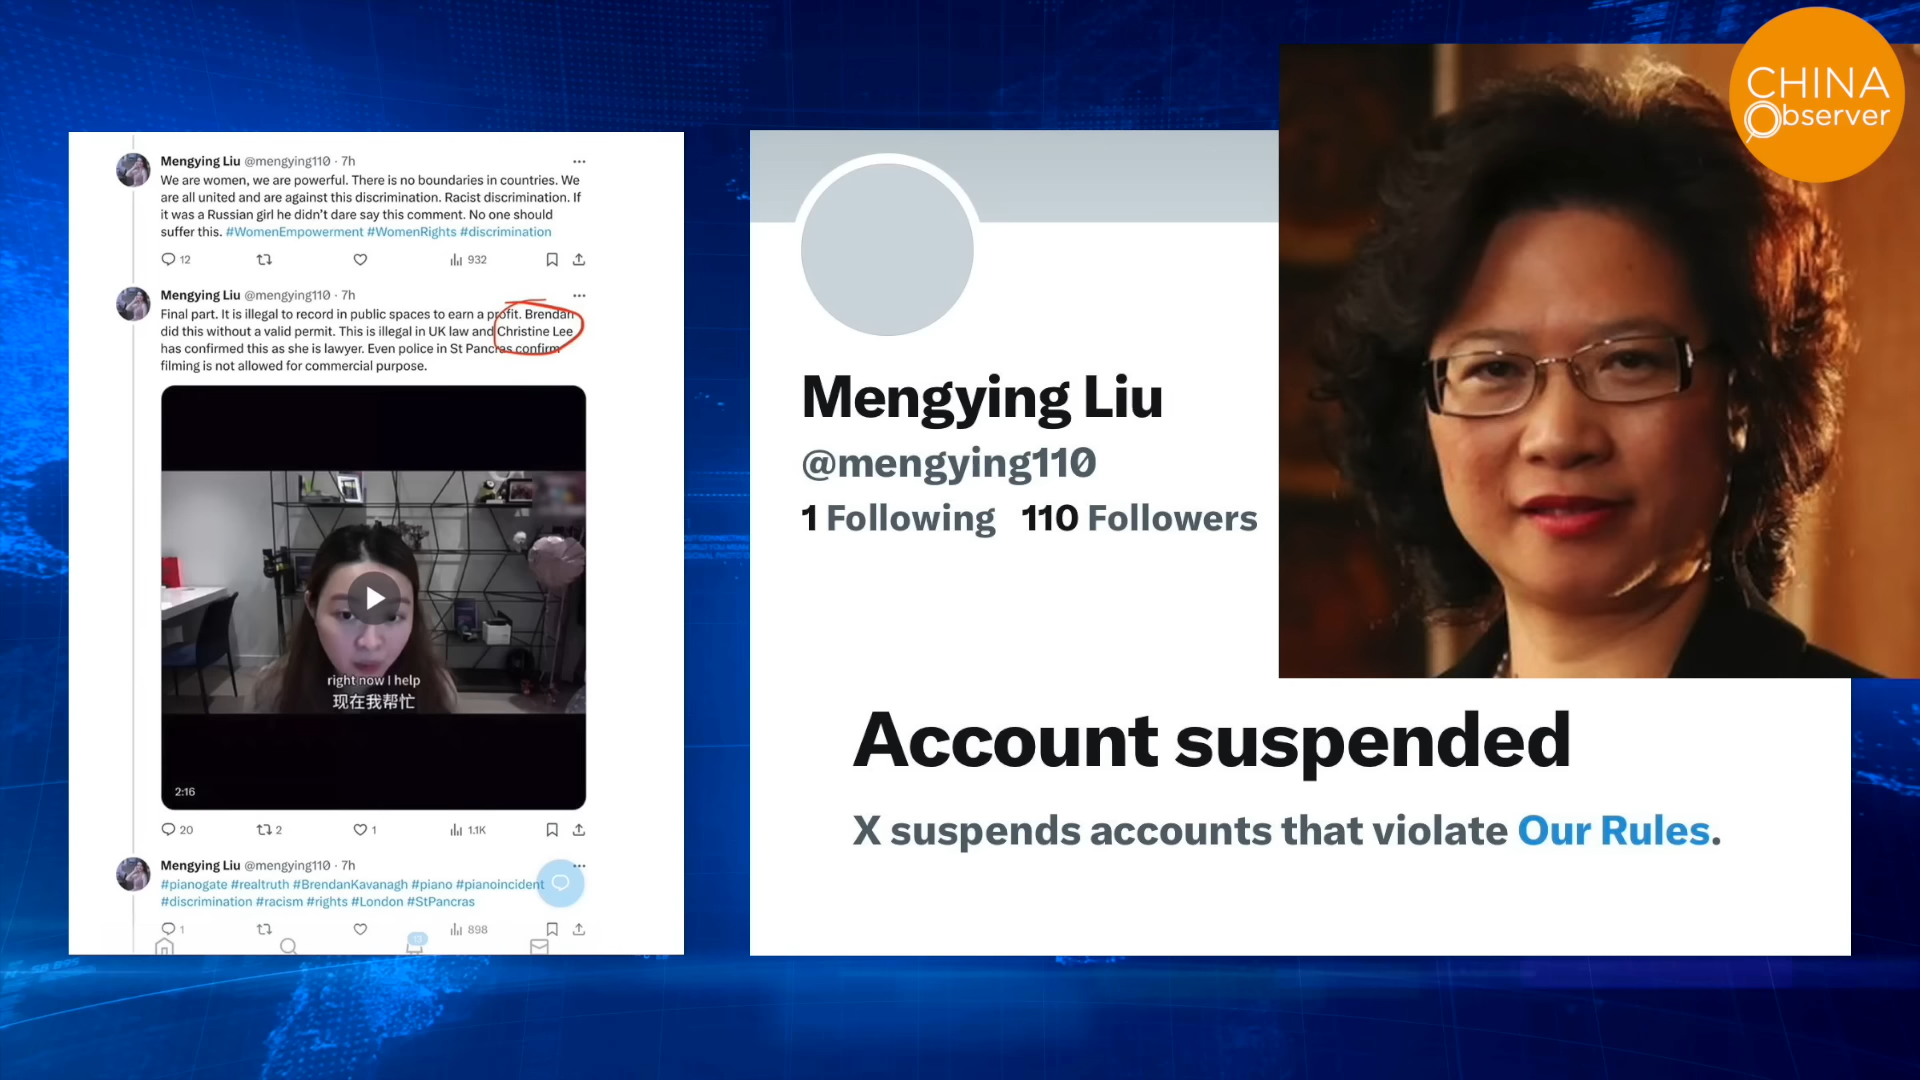 CHINA
Observer
Mengying Liu @mengying110 · 7h
We are women, we are powerful. There is no boundaries in countries. We
are all united and are against this discrimination. Racist discrimination. If
it was a Russian girl he didn't dare say this comment. No one should
suffer this. #WomenEmpowerment #WomenRights #discrimination
12
932
Mengying Liu @mengying110 · 7h
Final part. It is illegal to record in public spaces to earn a profit. Brendan
did this without a valid permit. This is illegal in UK law and Christine Lee
has confirmed this as she is lawyer. Even police in St Pancras confirm
filming is not allowed for commercial purpose.
right now I help
现在我帮忙
2:16
20
2
1
1.1K
Mengying Liu @mengying110 · 7h
#pianogate #realtruth #BrendanKavanagh #piano #pianoincident
#discrimination #racism #rights #London #StPancras
1
898
Mengying Liu
@mengying110
1 Following 110 Followers
Account suspended
X suspends accounts that violate Our Rules.